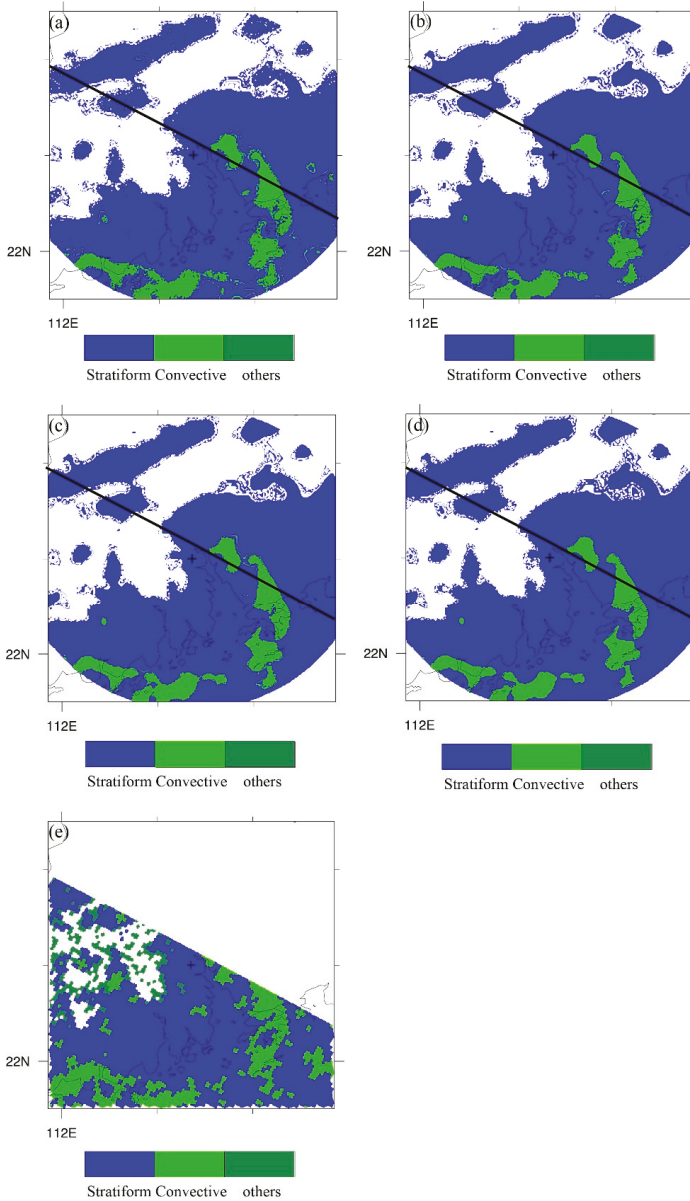 (a)
(b)
22N
22N
112E
112E
Stratiform Convective others
Stratiform Convective others
(c)
(d)
22N
22N
112E
112E
Stratiform Convective others
Stratiform Convective others
(e)
22N
112E
Stratiform Convective others